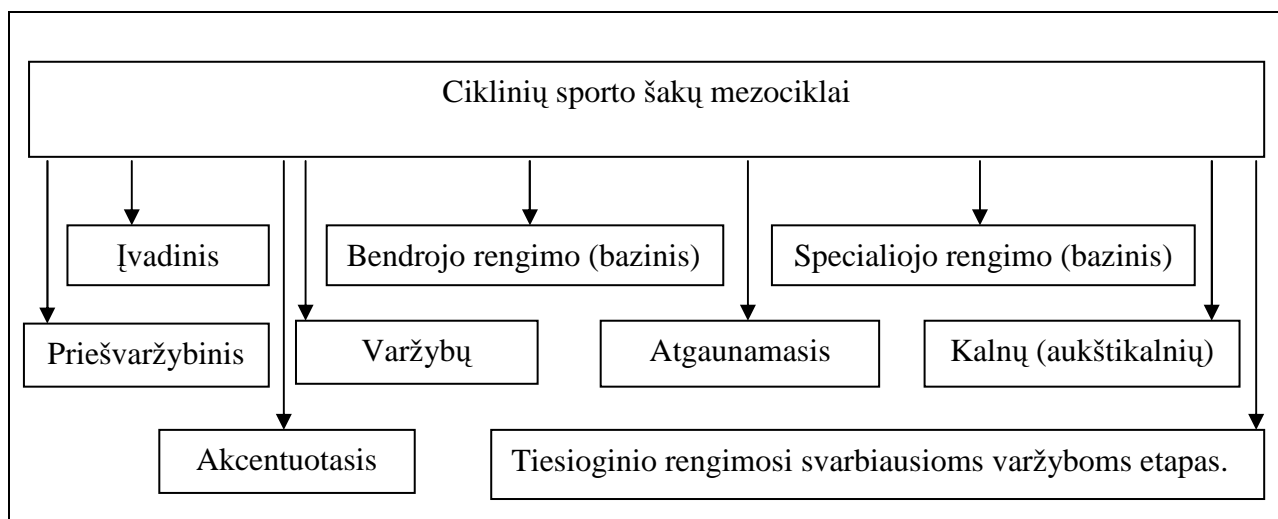 Ciklinių sporto šakų mezociklai
Įvadinis
Bendrojo rengimo (bazinis)
Specialiojo rengimo (bazinis)
Priešvaržybinis
Varžybų
Atgaunamasis
Kalnų (aukštikalnių)
Akcentuotasis
Tiesioginio rengimosi svarbiausioms varžyboms etapas.